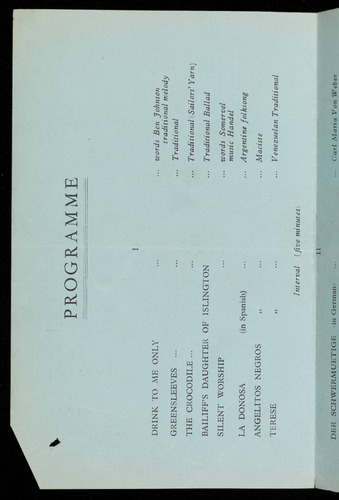 PROGRAMME
I
DRINK TO ME ONLY ... ... words Ben Johnson
traditional melody
GREENSLEEVES ... ... ... Traditional
THE CROCODILE ... ... ... Traditional (Sailors' Yarn)
BAILIFF'S DAUGHTER OF ISLINGTON ... Traditional Ballad
SILENT WORSHIP ... ... words Somervel
music Handel
LA DONOSA (in Spanish) ... ... Argentine folksong
ANGELITOS NEGROS ,, ... ... Maciste
TERESE ,, ... ... Venezuelan Traditional
Interval (five minutes)
II
DER SCHWERMUETIGE (in German) ... ... Carl Maria Von Weber